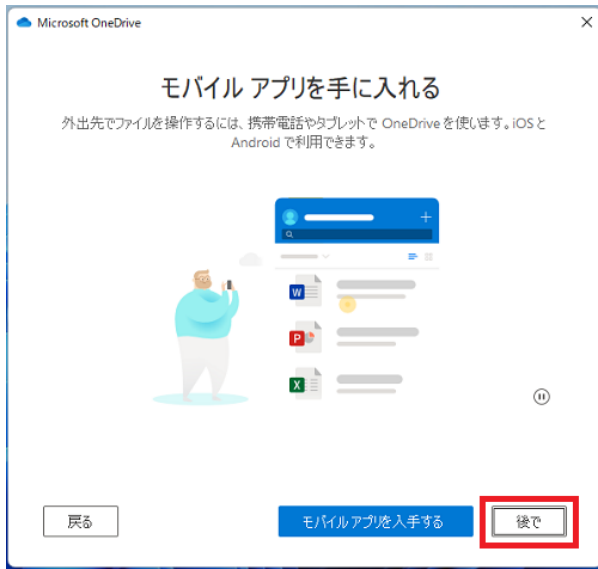 Microsoft OneDrive
モバイル アプリを手に入れる
外出先でファイルを操作するには、携帯電話やタブレットで OneDrive を使います。iOS と
Android で利用できます。
W
P
X
戻る
モバイル アプリを入手する
後で